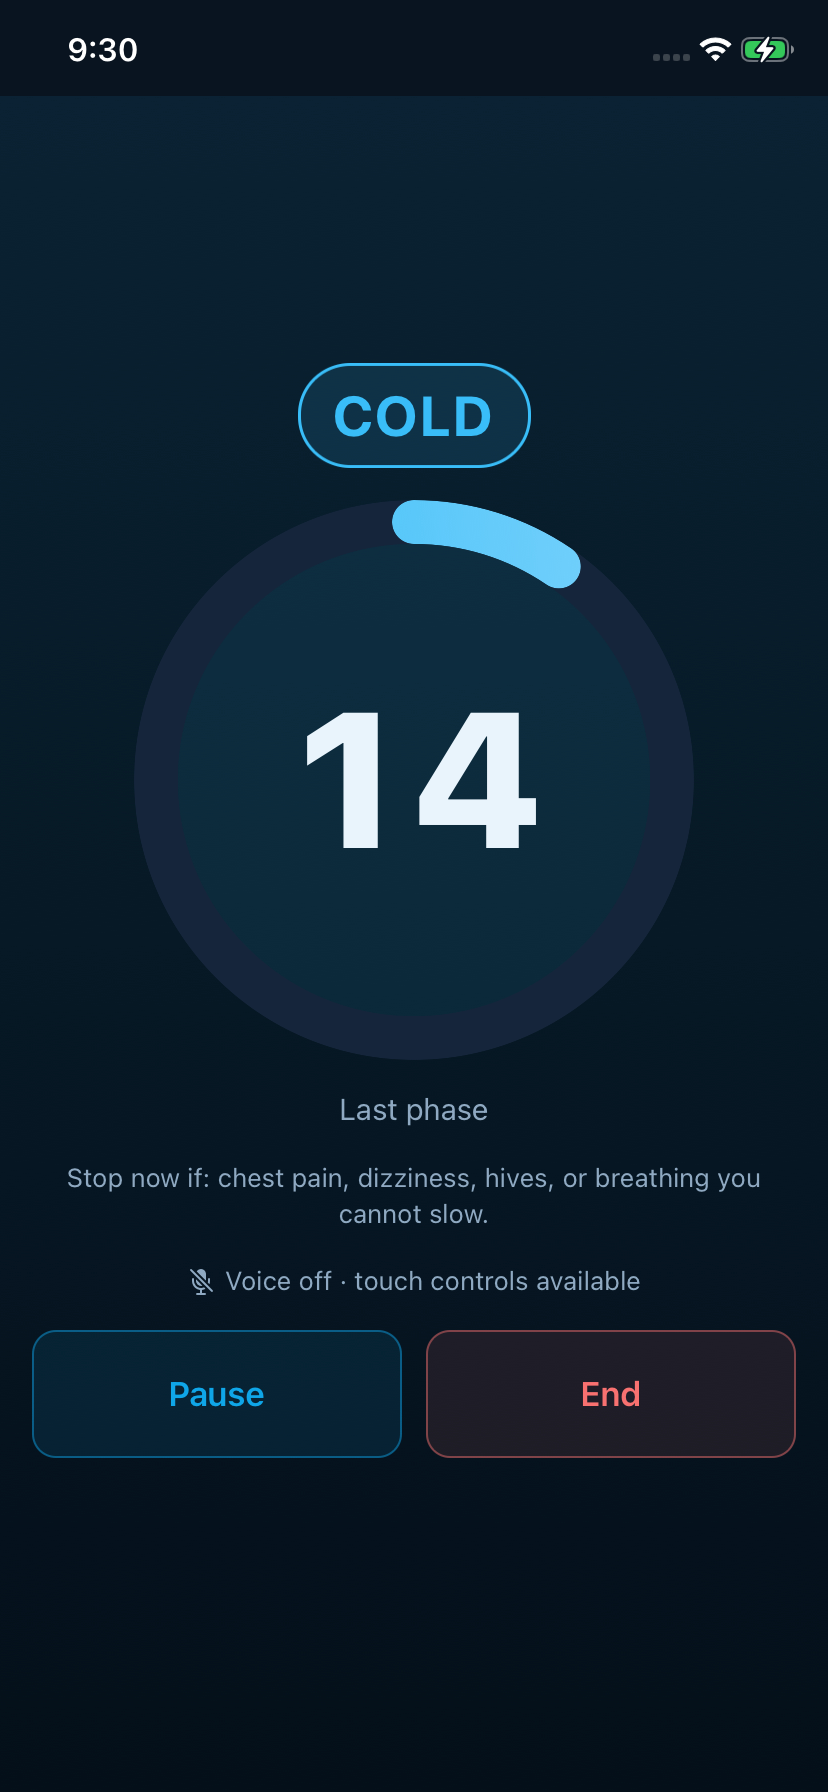 9:30
COLD
14
Last phase
Stop now if: chest pain, dizziness, hives, or breathing you
cannot slow.
Voice off · touch controls available
Pause
End